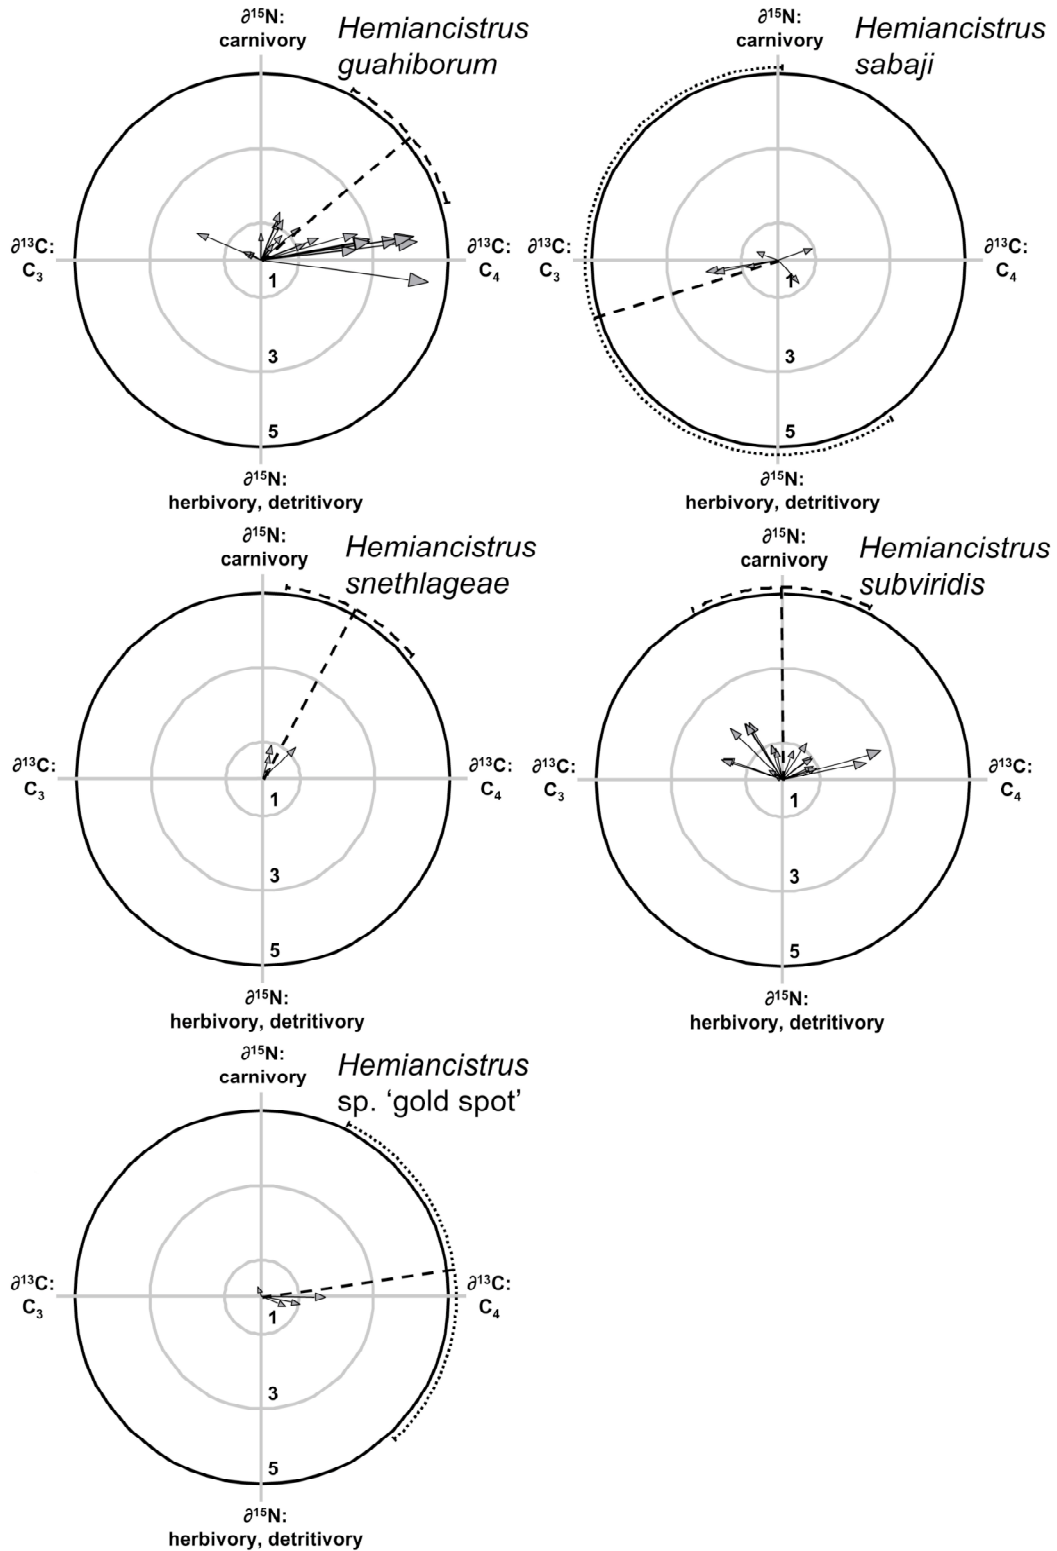 ∂¹⁵N:
carnivory
Hemiancistrus
guahiborum
∂¹³C:
C₃
∂¹³C:
C₄
1
3
5
∂¹⁵N:
herbivory, detritivory
∂¹⁵N:
carnivory
Hemiancistrus
sabaji
∂¹³C:
C₃
∂¹³C:
C₄
1
3
5
∂¹⁵N:
herbivory, detritivory
∂¹⁵N:
carnivory
Hemiancistrus
snethlageae
∂¹³C:
C₃
∂¹³C:
C₄
1
3
5
∂¹⁵N:
herbivory, detritivory
∂¹⁵N:
carnivory
Hemiancistrus
subviridis
∂¹³C:
C₃
∂¹³C:
C₄
1
3
5
∂¹⁵N:
herbivory, detritivory
∂¹⁵N:
carnivory
Hemiancistrus
sp. ‘gold spot’
∂¹³C:
C₃
∂¹³C:
C₄
1
3
5
∂¹⁵N:
herbivory, detritivory